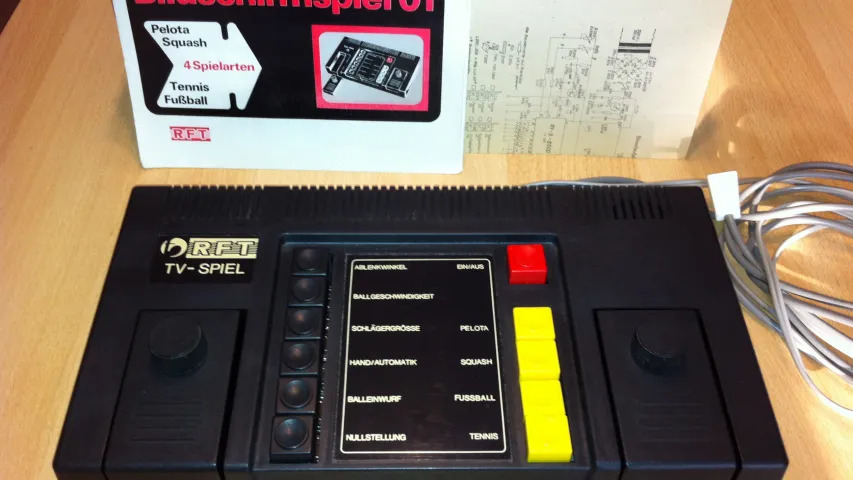 Bildschirmspiel 01
Pelota
Squash
4 Spielarten
Tennis
Fußball
RFT
RFT
TV-SPIEL
ABLENKWINKEL EIN/AUS
BALLGESCHWINDIGKEIT
SCHLÄGERGRÖSSE PELOTA
HAND/AUTOMATIK SQUASH
BALLEINWURF FUSSBALL
NULLSTELLUNG TENNIS